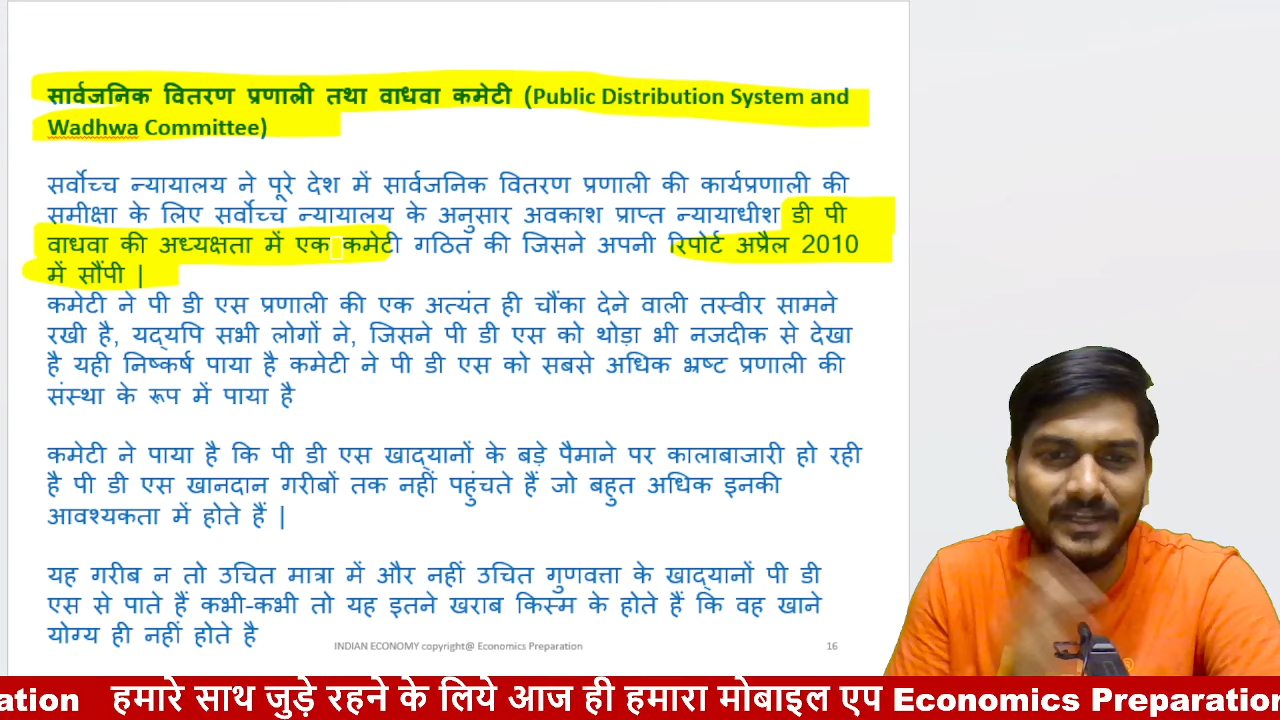 सार्वजनिक वितरण प्रणाली तथा वाधवा कमेटी (Public Distribution System and
Wadhwa Committee)
सर्वोच्च न्यायालय ने पूरे देश में सार्वजनिक वितरण प्रणाली की कार्यप्रणाली की
समीक्षा के लिए सर्वोच्च न्यायालय के अनुसार अवकाश प्राप्त न्यायाधीश डी पी
वाधवा की अध्यक्षता में एक कमेटी गठित की जिसने अपनी रिपोर्ट अप्रैल 2010
में सौंपी |
कमेटी ने पी डी एस प्रणाली की एक अत्यंत ही चौंका देने वाली तस्वीर सामने
रखी है, यद्यपि सभी लोगों ने, जिसने पी डी एस को थोड़ा भी नजदीक से देखा
है यही निष्कर्ष पाया है कमेटी ने पी डी एस को सबसे अधिक भ्रष्ट प्रणाली की
संस्था के रूप में पाया है
कमेटी ने पाया है कि पी डी एस खाद्यानों के बड़े पैमाने पर कालाबाजारी हो रही
है पी डी एस खानदान गरीबों तक नहीं पहुंचते हैं जो बहुत अधिक इनकी
आवश्यकता में होते हैं |
यह गरीब न तो उचित मात्रा में और नहीं उचित गुणवत्ता के खाद्यानों पी डी
एस से पाते हैं कभी-कभी तो यह इतने खराब किस्म के होते हैं कि वह खाने
योग्य ही नहीं होते है
INDIAN ECONOMY copyright@ Economics Preparation 16
ation हमारे साथ जुड़े रहने के लिये आज ही हमारा मोबाइल एप Economics Preparation